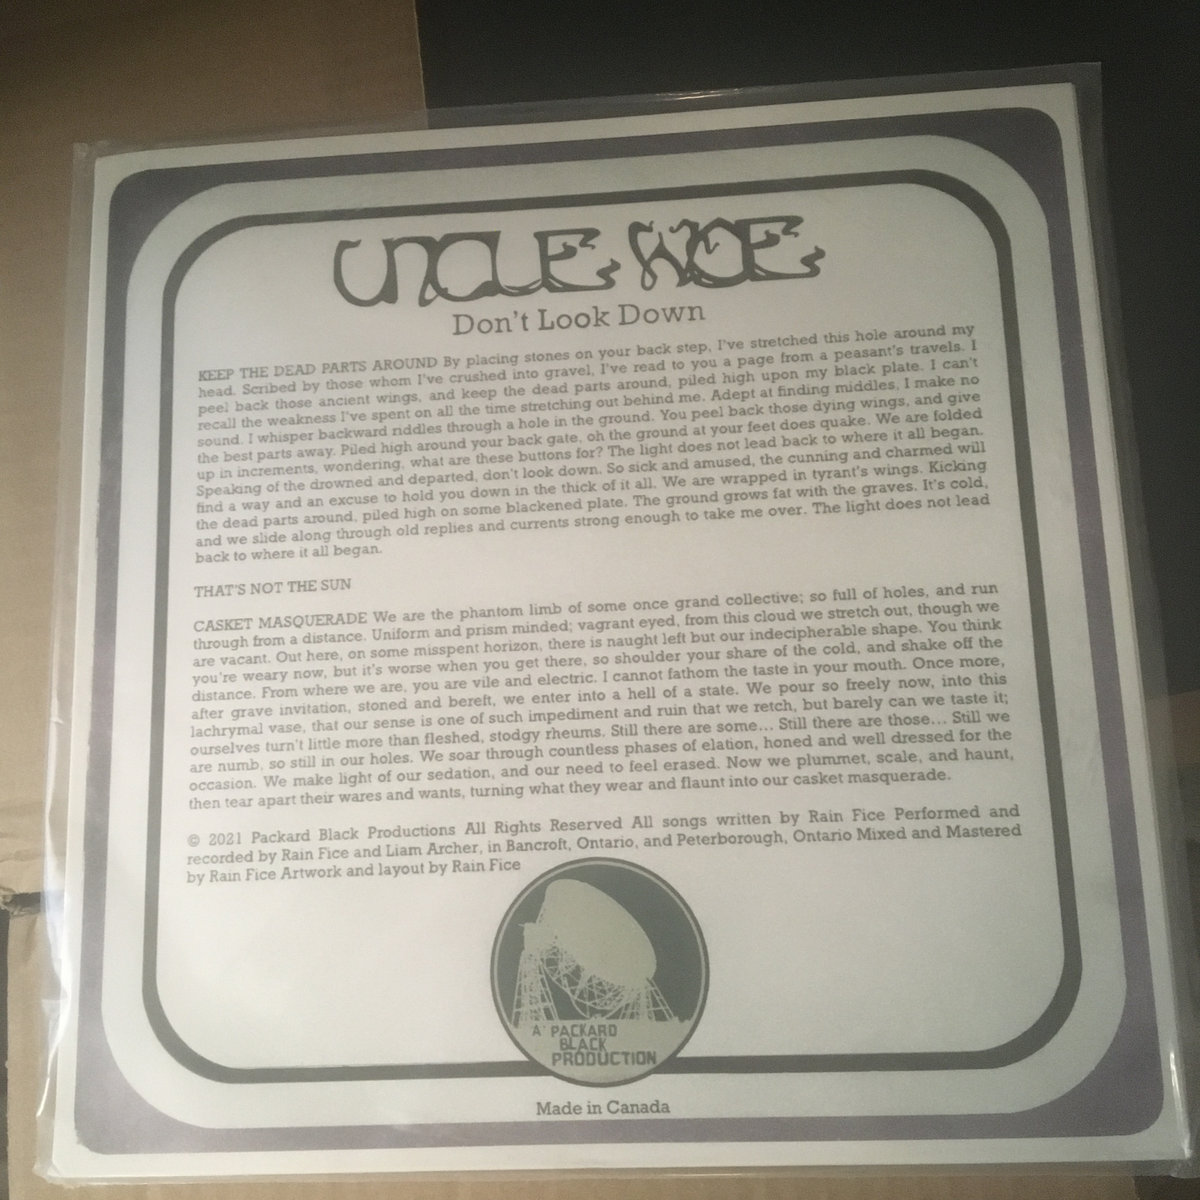 UNCLE WOE
Don't Look Down
KEEP THE DEAD PARTS AROUND By placing stones on your back step, I've stretched this hole around my
head. Scribed by those whom I've crushed into gravel, I've read to you a page from a peasant's travels. I
peel back those ancient wings, and keep the dead parts around, piled high upon my black plate. I can't
recall the weakness I've spent on all the time stretching out behind me. Adept at finding middles, I make no
sound. I whisper backward riddles through a hole in the ground. You peel back those dying wings, and give
the best parts away. Piled high around your back gate, oh the ground at your feet does quake. We are folded
up in increments, wondering, what are these buttons for? The light does not lead back to where it all began.
Speaking of the drowned and departed, don't look down. So sick and amused, the cunning and charmed will
find a way and an excuse to hold you down in the thick of it all. We are wrapped in tyrant's wings. Kicking
the dead parts around, piled high on some blackened plate. The ground grows fat with the graves. It's cold,
and we slide along through old replies and currents strong enough to take me over. The light does not lead
back to where it all began.
THAT'S NOT THE SUN
CASKET MASQUERADE We are the phantom limb of some once grand collective; so full of holes, and run
through from a distance. Uniform and prism minded; vagrant eyed, from this cloud we stretch out, though we
are vacant. Out here, on some misspent horizon, there is naught left but our indecipherable shape. You think
you're weary now, but it's worse when you get there, so shoulder your share of the cold, and shake off the
distance. From where we are, you are vile and electric. I cannot fathom the taste in your mouth. Once more,
after grave invitation, stoned and bereft, we enter into a hell of a state. We pour so freely now, into this
lachrymal vase, that our sense is one of such impediment and ruin that we retch, but barely can we taste it;
ourselves turn't little more than fleshed, stodgy rheums. Still there are some... Still there are those... Still we
are numb, so still in our holes. We soar through countless phases of elation, honed and well dressed for the
occasion. We make light of our sedation, and our need to feel erased. Now we plummet, scale, and haunt,
then tear apart their wares and wants, turning what they wear and flaunt into our casket masquerade.
© 2021 Packard Black Productions All Rights Reserved All songs written by Rain Fice Performed and
recorded by Rain Fice and Liam Archer, in Bancroft, Ontario, and Peterborough, Ontario Mixed and Mastered
by Rain Fice Artwork and layout by Rain Fice
'A' PACKARD
BLACK
PRODUCTION
Made in Canada